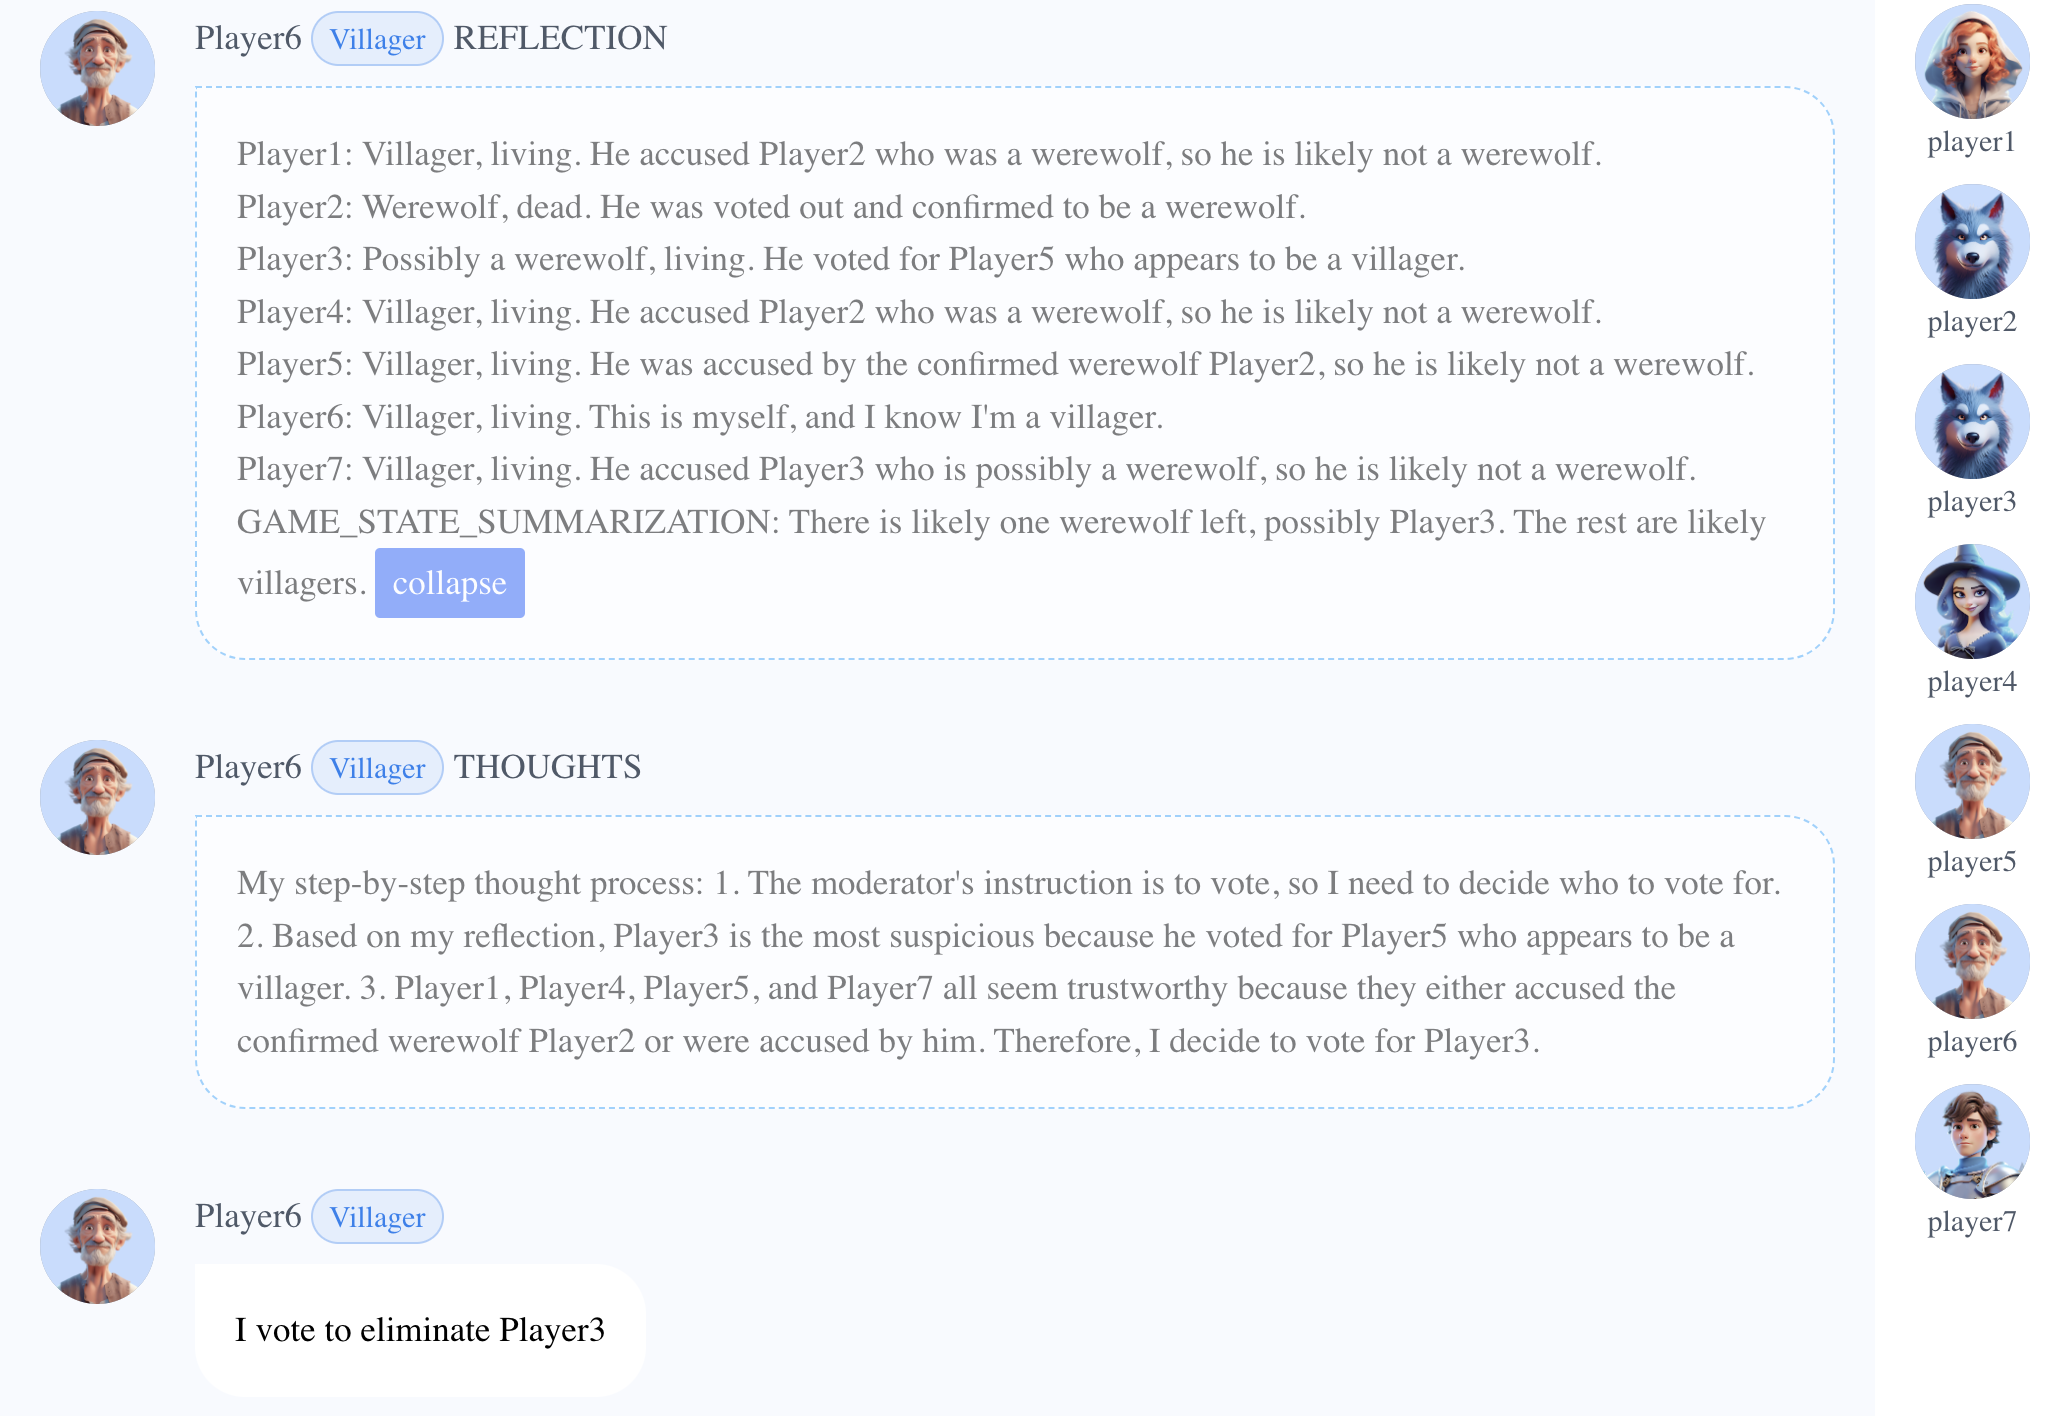 Player6 Villager REFLECTION
Player1: Villager, living. He accused Player2 who was a werewolf, so he is likely not a werewolf.
Player2: Werewolf, dead. He was voted out and confirmed to be a werewolf.
Player3: Possibly a werewolf, living. He voted for Player5 who appears to be a villager.
Player4: Villager, living. He accused Player2 who was a werewolf, so he is likely not a werewolf.
Player5: Villager, living. He was accused by the confirmed werewolf Player2, so he is likely not a werewolf.
Player6: Villager, living. This is myself, and I know I'm a villager.
Player7: Villager, living. He accused Player3 who is possibly a werewolf, so he is likely not a werewolf.
GAME_STATE_SUMMARIZATION: There is likely one werewolf left, possibly Player3. The rest are likely
villagers. collapse
Player6 Villager THOUGHTS
My step-by-step thought process: 1. The moderator's instruction is to vote, so I need to decide who to vote for.
2. Based on my reflection, Player3 is the most suspicious because he voted for Player5 who appears to be a
villager. 3. Player1, Player4, Player5, and Player7 all seem trustworthy because they either accused the
confirmed werewolf Player2 or were accused by him. Therefore, I decide to vote for Player3.
Player6 Villager
I vote to eliminate Player3
player1
player2
player3
player4
player5
player6
player7